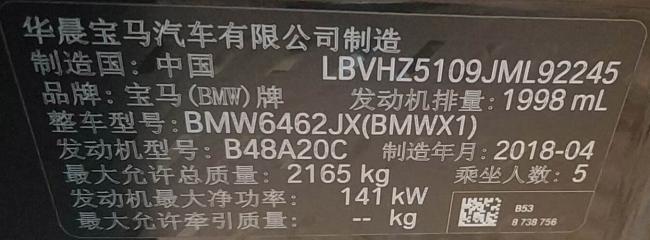 华晨宝马汽车有限公司制造
制造国: 中国 LBVHZ5109JML92245
品牌: 宝马(BMW)牌 发动机排量: 1998 mL
整车型号: BMW6462JX(BMWX1)
发动机型号: B48A20C 制造年月: 2018-04
最大允许总质量: 2165 kg 乘坐人数: 5
发动机最大净功率: 141 kW
最大允许牵引质量: -- kg
B53
8 738 756